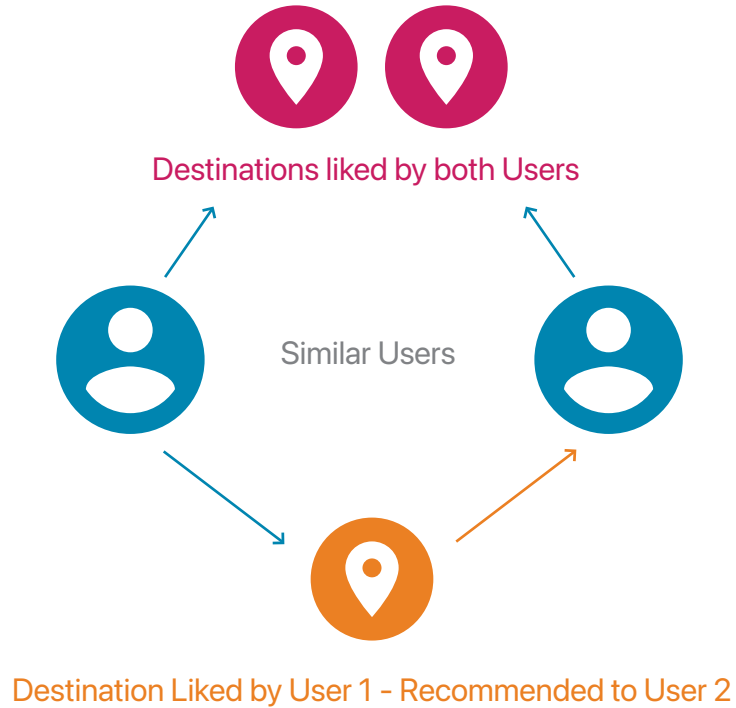 Destinations liked by both Users
Similar Users
Destination Liked by User 1 - Recommended to User 2